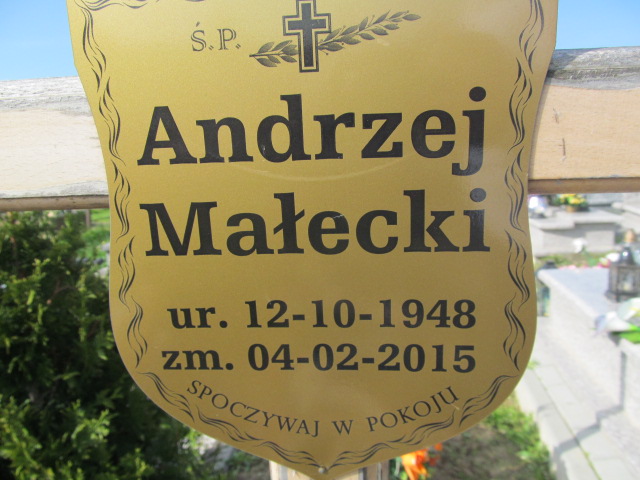 Ś.P.
Andrzej
Małecki
ur. 12-10-1948
zm. 04-02-2015
SPOCZYWAJ W POKOJU